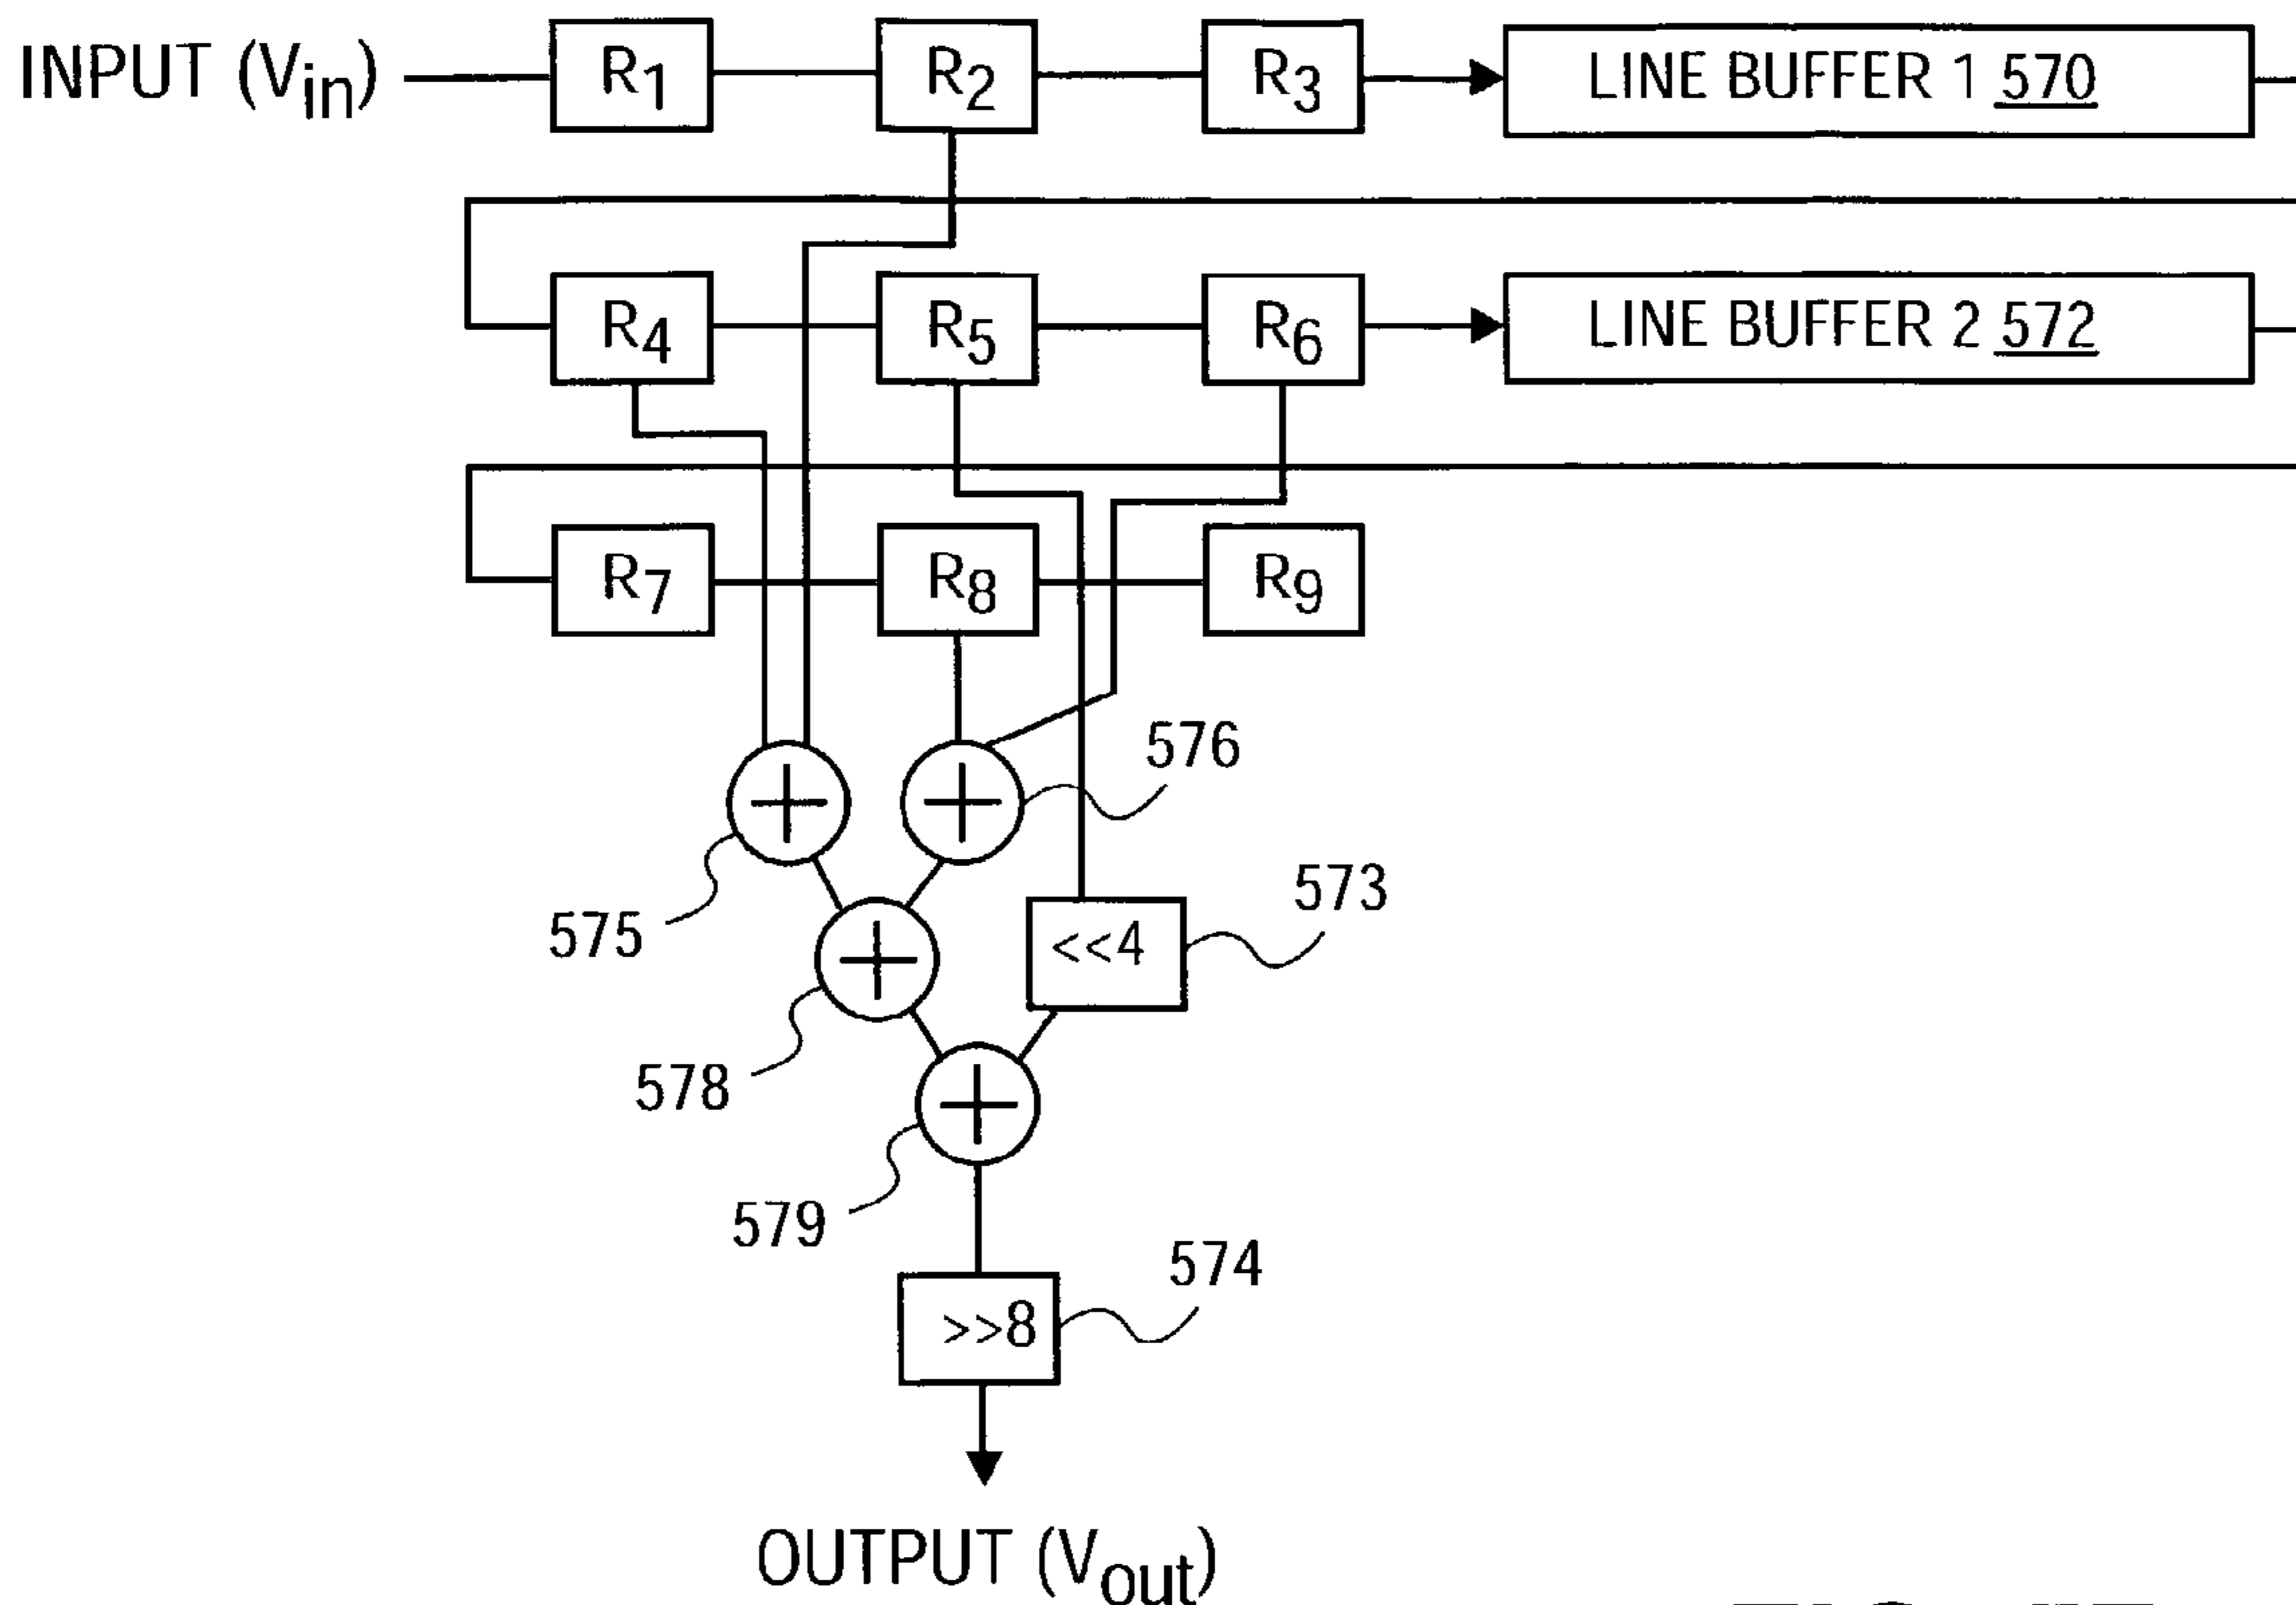 INPUT (Vin)
R1
R2
R3
LINE BUFFER 1 570
R4
R5
R6
LINE BUFFER 2 572
R7
R8
R9
576
573
<<4
575
578
579
574
>>8
OUTPUT (Vout)